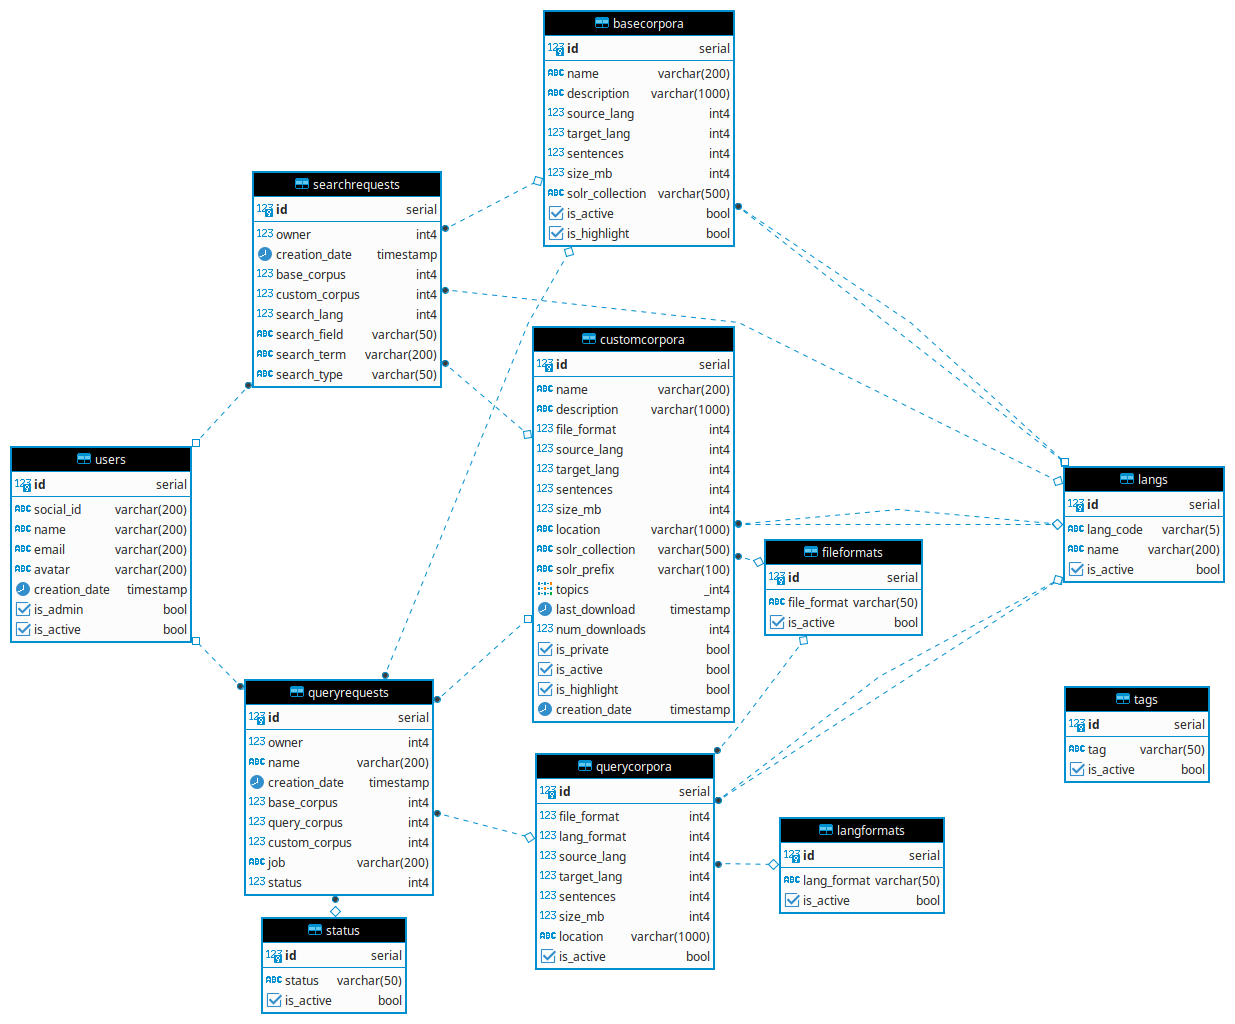 basecorpora
id serial
name varchar(200)
description varchar(1000)
source_lang int4
target_lang int4
sentences int4
size_mb int4
solr_collection varchar(500)
is_active bool
is_highlight bool
searchrequests
id serial
owner int4
creation_date timestamp
base_corpus int4
custom_corpus int4
search_lang int4
search_field varchar(50)
search_term varchar(200)
search_type varchar(50)
customcorpora
id serial
name varchar(200)
description varchar(1000)
file_format int4
source_lang int4
target_lang int4
sentences int4
size_mb int4
location varchar(1000)
solr_collection varchar(500)
solr_prefix varchar(100)
topics _int4
last_download timestamp
num_downloads int4
is_private bool
is_active bool
is_highlight bool
creation_date timestamp
users
id serial
social_id varchar(200)
name varchar(200)
email varchar(200)
avatar varchar(200)
creation_date timestamp
is_admin bool
is_active bool
langs
id serial
lang_code varchar(5)
name varchar(200)
is_active bool
fileformats
id serial
file_format varchar(50)
is_active bool
queryrequests
id serial
owner int4
name varchar(200)
creation_date timestamp
base_corpus int4
query_corpus int4
custom_corpus int4
job varchar(200)
status int4
tags
id serial
tag varchar(50)
is_active bool
querycorpora
id serial
file_format int4
lang_format int4
source_lang int4
target_lang int4
sentences int4
size_mb int4
location varchar(1000)
is_active bool
langformats
id serial
lang_format varchar(50)
is_active bool
status
id serial
status varchar(50)
is_active bool